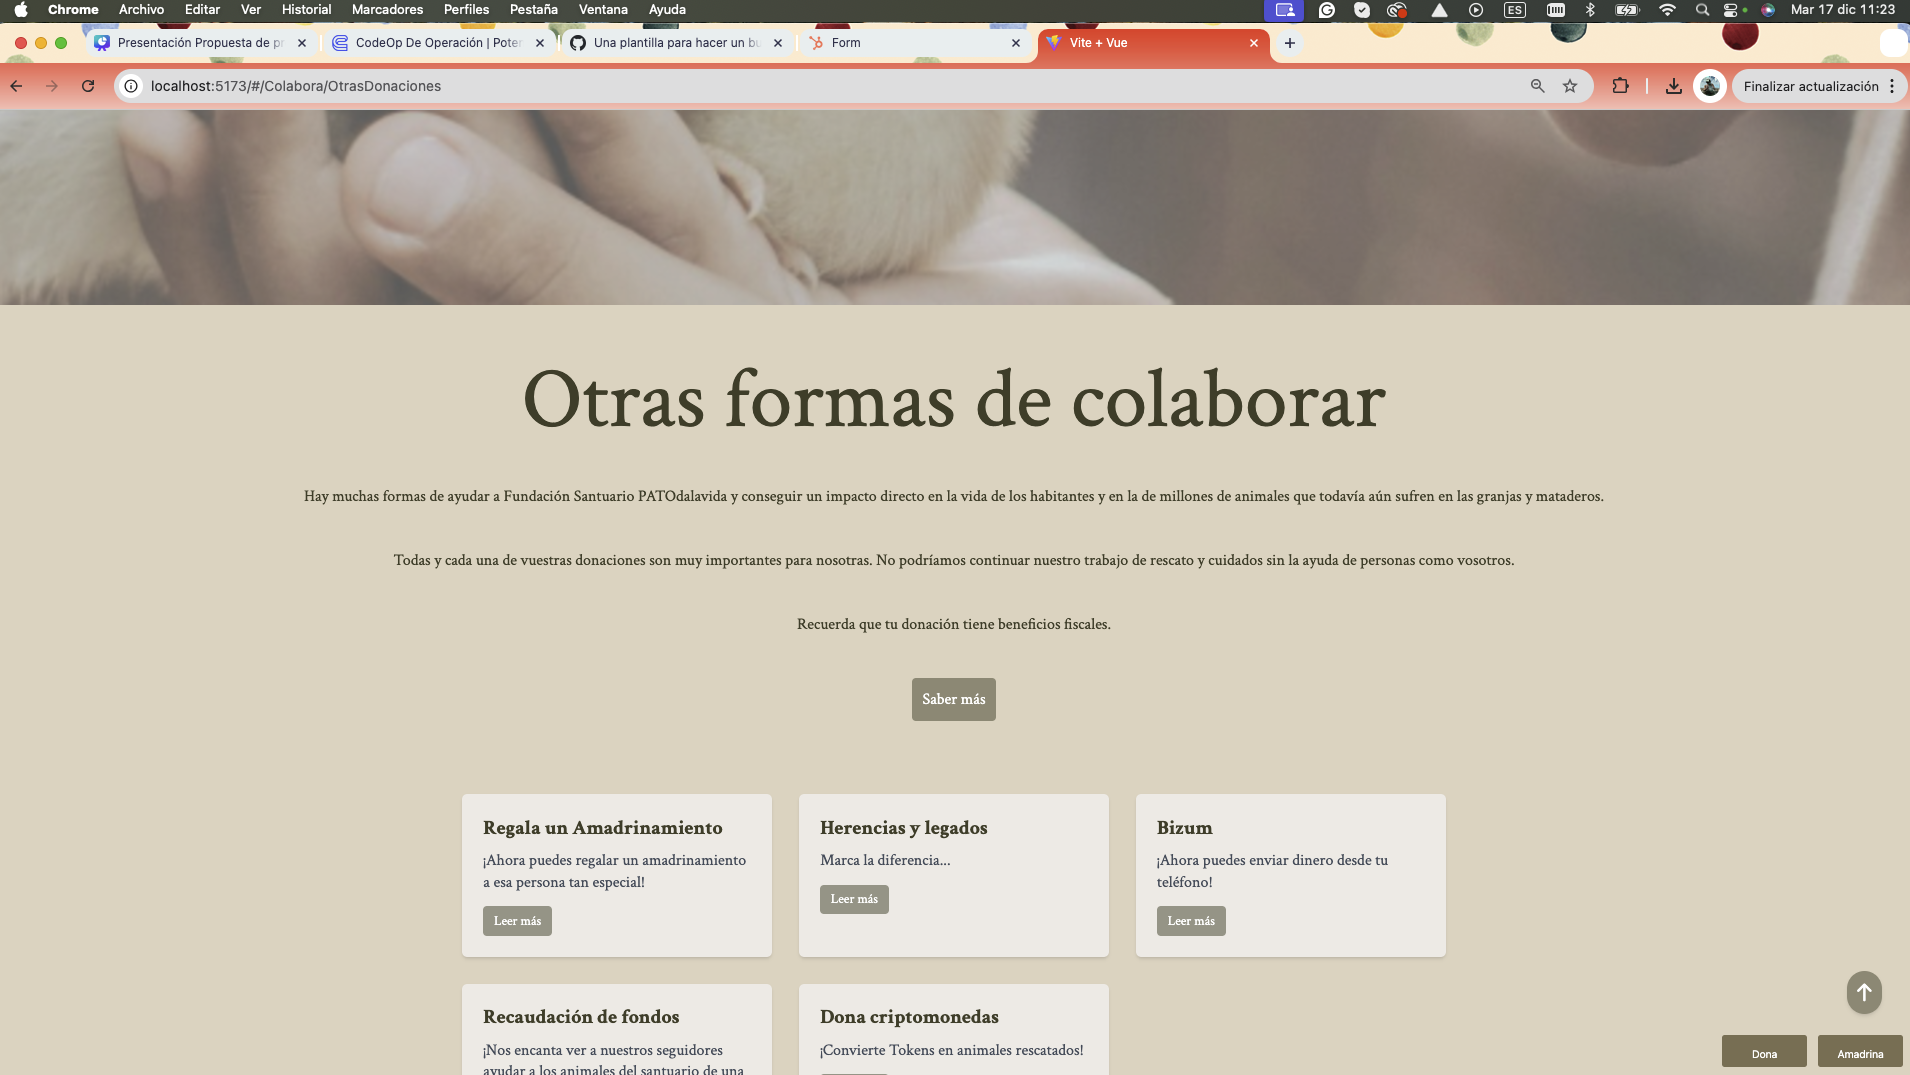 Chrome Archivo Editar Ver Historial Marcadores Perfiles Pestaña Ventana Ayuda ES Mar 17 dic 11:23
Presentación Propuesta de pr
CodeOp De Operación | Poter
Una plantilla para hacer un bu
Form
Vite + Vue
localhost:5173/#/Colabora/OtrasDonaciones
Finalizar actualización
Otras formas de colaborar
Hay muchas formas de ayudar a Fundación Santuario PATOdalavida y conseguir un impacto directo en la vida de los habitantes y en la de millones de animales que todavía aún sufren en las granjas y mataderos.
Todas y cada una de vuestras donaciones son muy importantes para nosotras. No podríamos continuar nuestro trabajo de rescato y cuidados sin la ayuda de personas como vosotros.
Recuerda que tu donación tiene beneficios fiscales.
Saber más
Regala un Amadrinamiento
¡Ahora puedes regalar un amadrinamiento
a esa persona tan especial!
Leer más
Herencias y legados
Marca la diferencia...
Leer más
Bizum
¡Ahora puedes enviar dinero desde tu
teléfono!
Leer más
Recaudación de fondos
¡Nos encanta ver a nuestros seguidores
ayudar a los animales del santuario de una
Dona criptomonedas
¡Convierte Tokens en animales rescatados!
Dona
Amadrina